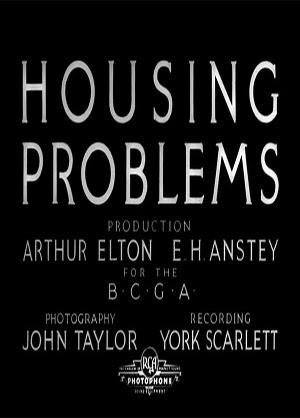 HOUSING
PROBLEMS
PRODUCTION
ARTHUR ELTON E.H. ANSTEY
FOR THE
B·C·G·A·
PHOTOGRAPHY RECORDING
JOHN TAYLOR YORK SCARLETT
RCA
PHOTOPHONE